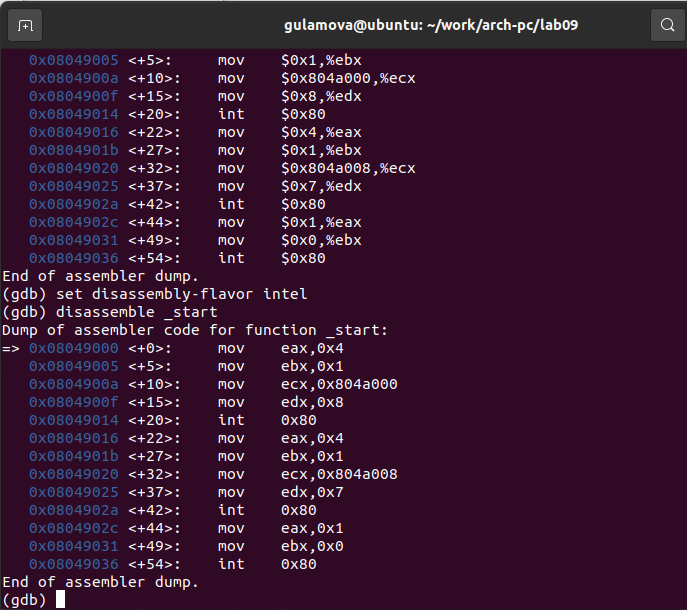 gulamova@ubuntu: ~/work/arch-pc/lab09
0x08049005 <+5>: mov $0x1,%ebx
0x0804900a <+10>: mov $0x804a000,%ecx
0x0804900f <+15>: mov $0x8,%edx
0x08049014 <+20>: int $0x80
0x08049016 <+22>: mov $0x4,%eax
0x0804901b <+27>: mov $0x1,%ebx
0x08049020 <+32>: mov $0x804a008,%ecx
0x08049025 <+37>: mov $0x7,%edx
0x0804902a <+42>: int $0x80
0x0804902c <+44>: mov $0x1,%eax
0x08049031 <+49>: mov $0x0,%ebx
0x08049036 <+54>: int $0x80
End of assembler dump.
(gdb) set disassembly-flavor intel
(gdb) disassemble _start
Dump of assembler code for function _start:
=> 0x08049000 <+0>: mov eax,0x4
0x08049005 <+5>: mov ebx,0x1
0x0804900a <+10>: mov ecx,0x804a000
0x0804900f <+15>: mov edx,0x8
0x08049014 <+20>: int 0x80
0x08049016 <+22>: mov eax,0x4
0x0804901b <+27>: mov ebx,0x1
0x08049020 <+32>: mov ecx,0x804a008
0x08049025 <+37>: mov edx,0x7
0x0804902a <+42>: int 0x80
0x0804902c <+44>: mov eax,0x1
0x08049031 <+49>: mov ebx,0x0
0x08049036 <+54>: int 0x80
End of assembler dump.
(gdb)